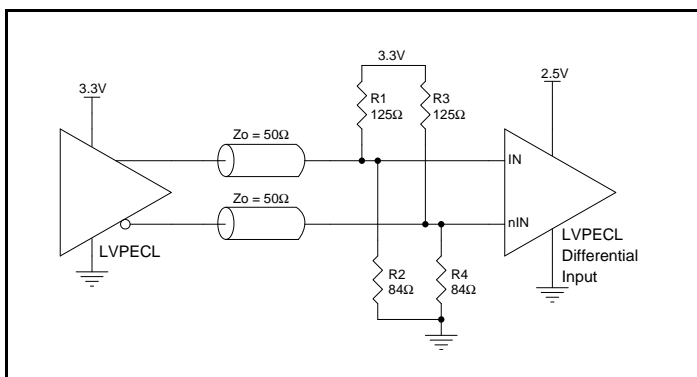 3.3V
3.3V
2.5V
R1
125Ω
R3
125Ω
Zo = 50Ω
IN
Zo = 50Ω
nIN
LVPECL
LVPECL
Differential
Input
R2
84Ω
R4
84Ω